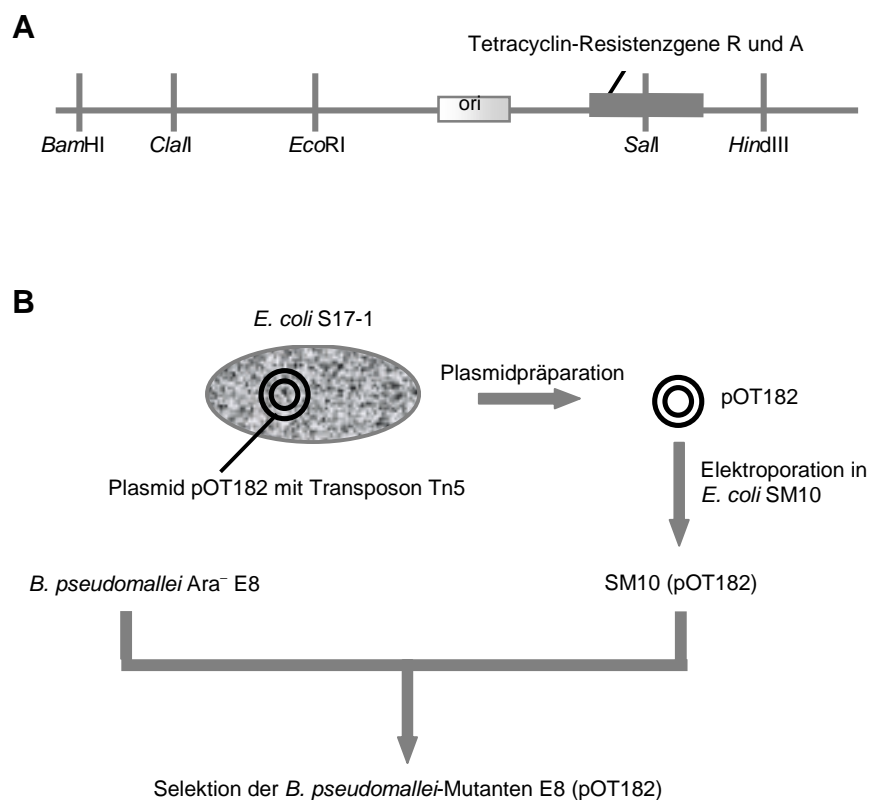 A
Tetracyclin-Resistenzgene R und A
ori
BamHI ClaII EcoRI SalI HindIII
B
E. coli S17-1
Plasmidpräparation
pOT182
Plasmid pOT182 mit Transposon Tn5
Elektroporation in
E. coli SM10
B. pseudomallei Ara⁻ E8
SM10 (pOT182)
Selektion der B. pseudomallei-Mutanten E8 (pOT182)